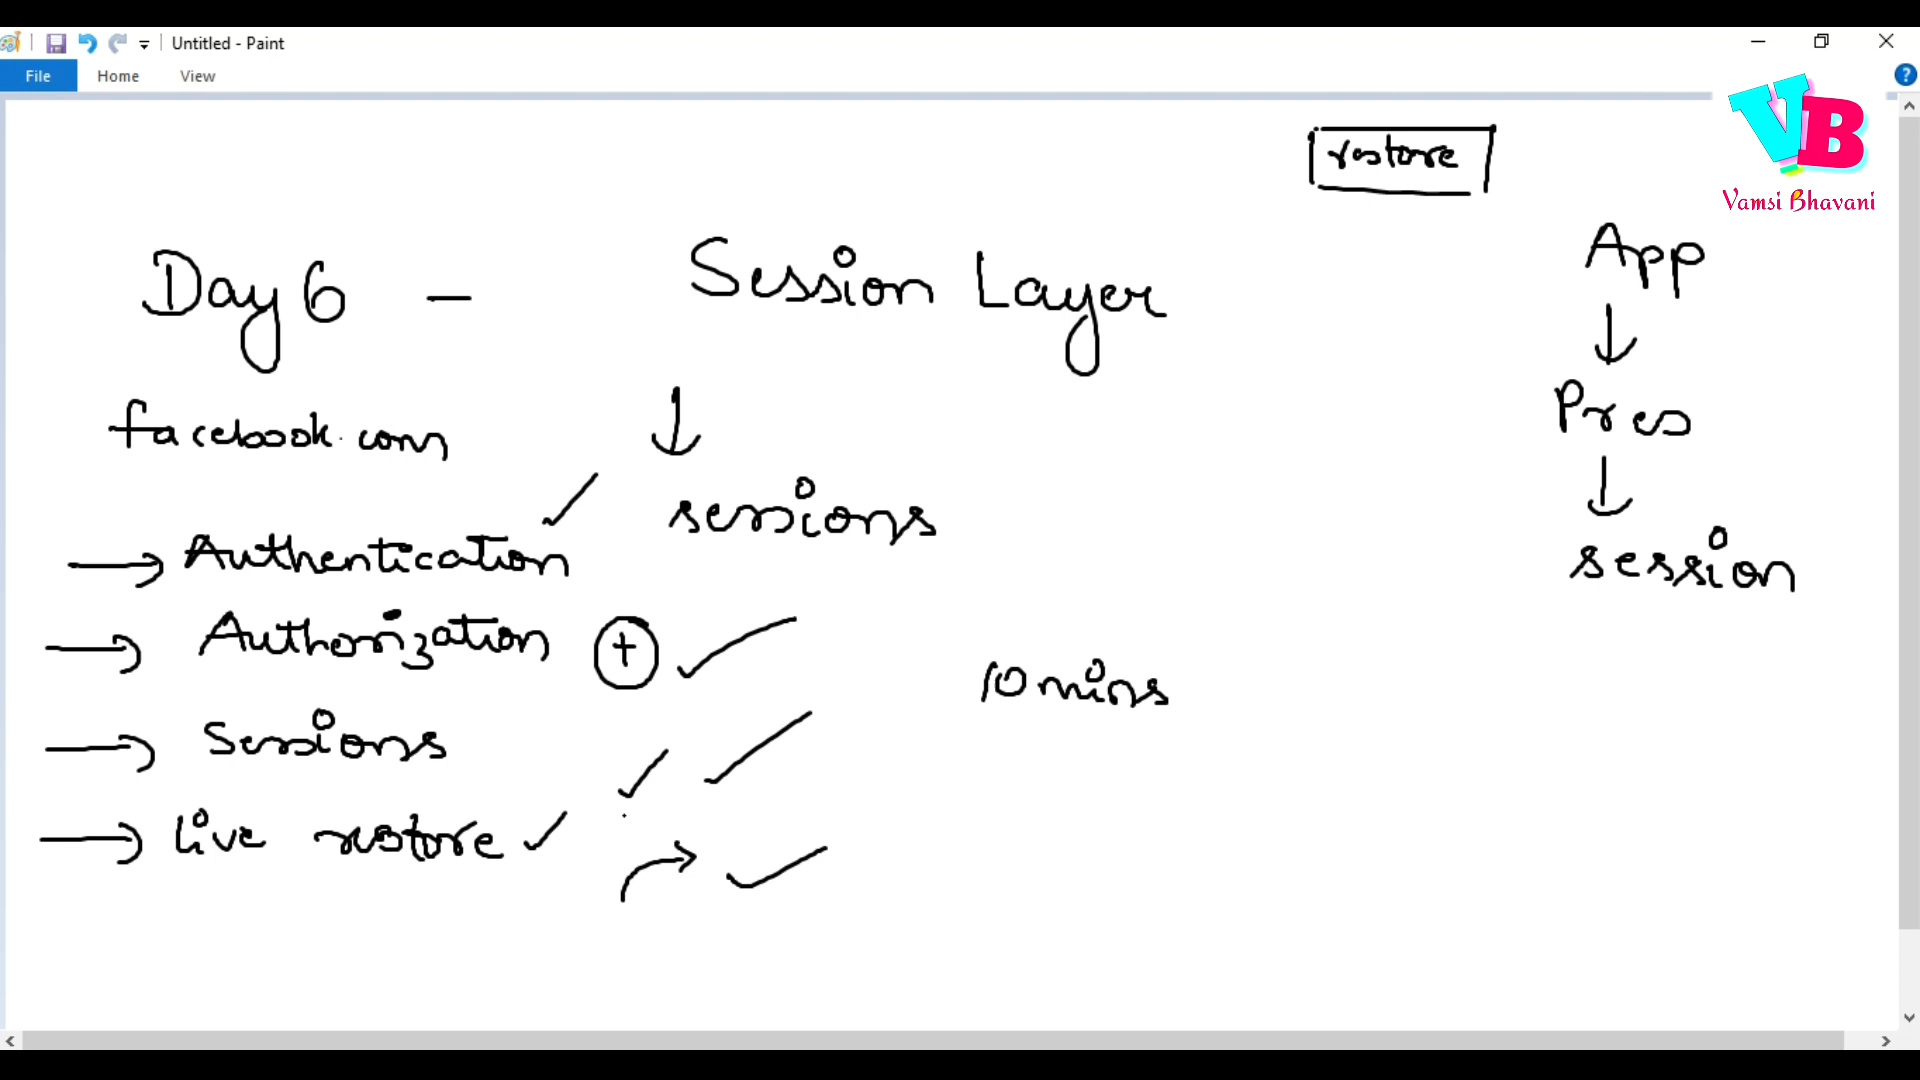 Untitled - Paint
File Home View
VB
Vamsi Bhavani
restore
Day 6 - Session Layer
App
Pres
session
facebook.com
sessions
Authentication
Authorization +
10 mins
Sessions
live restore